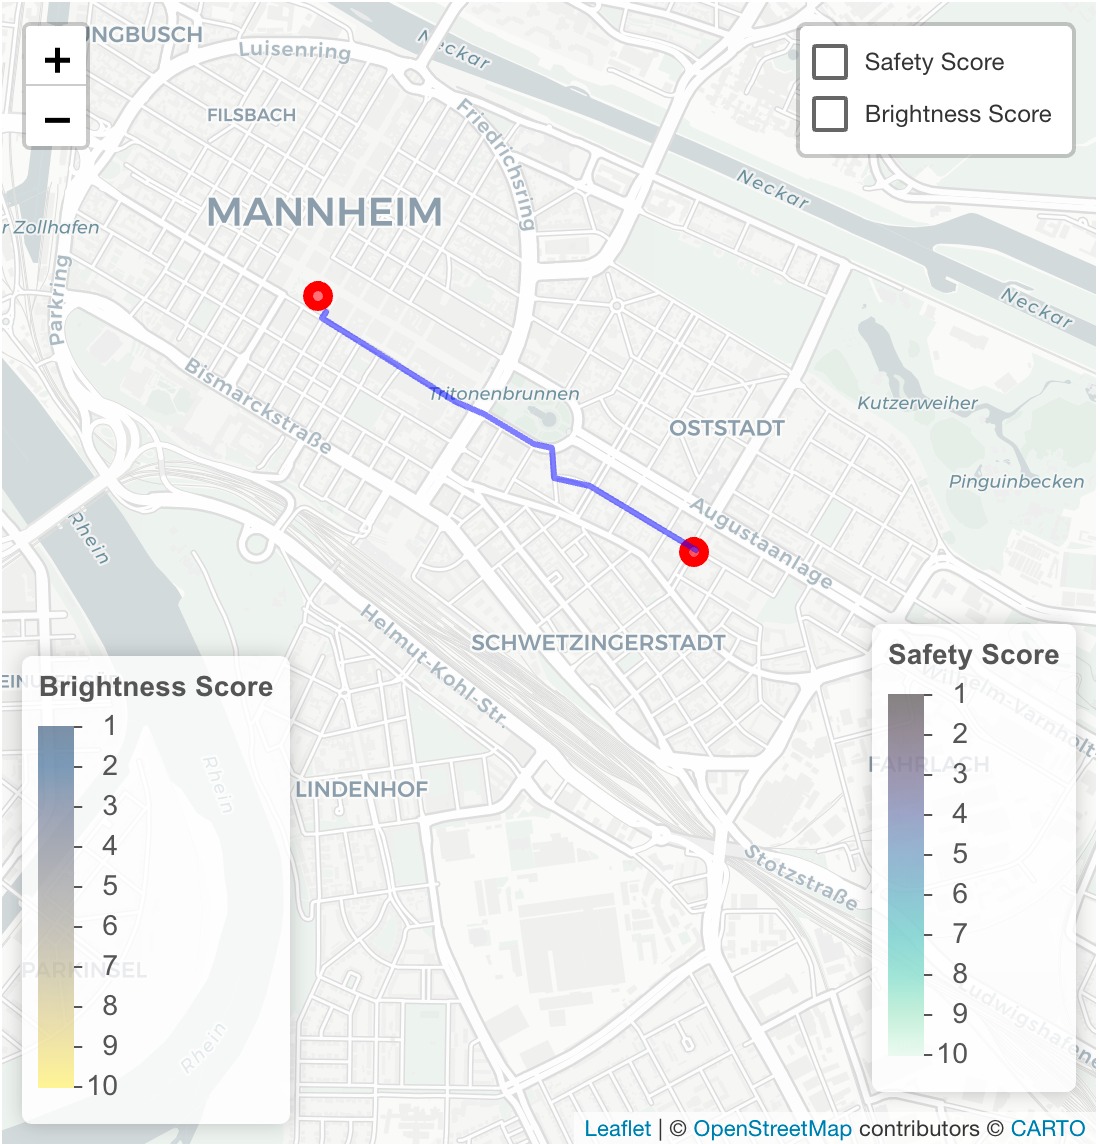 +
−
UNGBUSCH
Luisenring
Neckar
Safety Score
Brightness Score
FILSBACH
Friedrichsring
Neckar
MANNHEIM
r Zollhafen
Parkring
Neckar
Bismarckstraße
Tritonenbrunnen
Kutzerweiher
OSTSTADT
Pinguinbecken
Augustaanlage
Rhein
Helmut-Kohl-Str.
SCHWETZINGERSTADT
Brightness Score
1
2
3
4
5
6
7
8
9
10
Rhein
PARKINSEL
Rhein
LINDENHOF
Stotzstraße
Safety Score
1
2
3
4
5
6
7
8
9
10
Wilhelm-Varnholt
FAHRLACH
Ludwigshafene
Leaflet | © OpenStreetMap contributors © CARTO